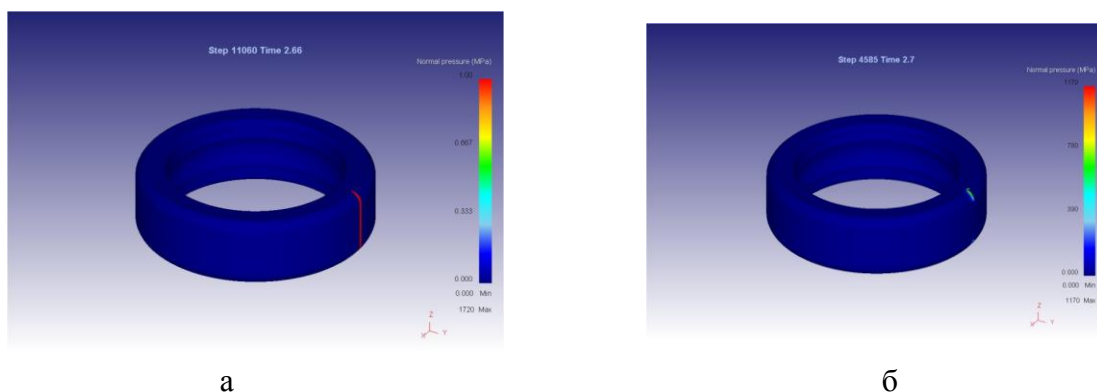 Step 11060 Time 2.66
Normal pressure (MPa)
1.00
0.667
0.333
0.000
0.000 Min
1720 Max
Z
X Y
а
Step 4585 Time 2.7
Normal pressure (MPa)
1170
780
390
0.000
0.000 Min
1170 Max
Z
X Y
б